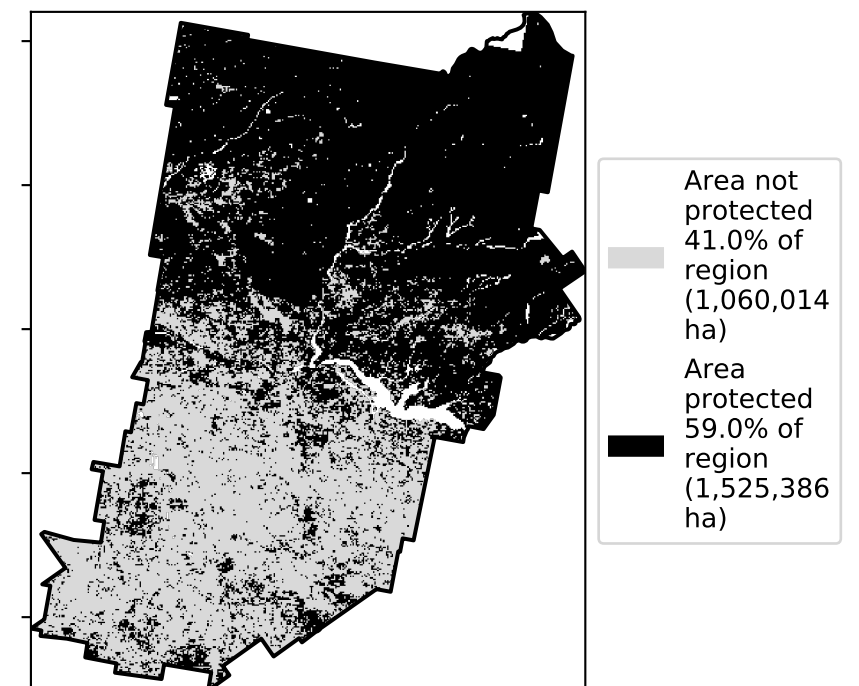 Area not
protected
41.0% of
region
(1,060,014
ha)
Area
protected
59.0% of
region
(1,525,386
ha)